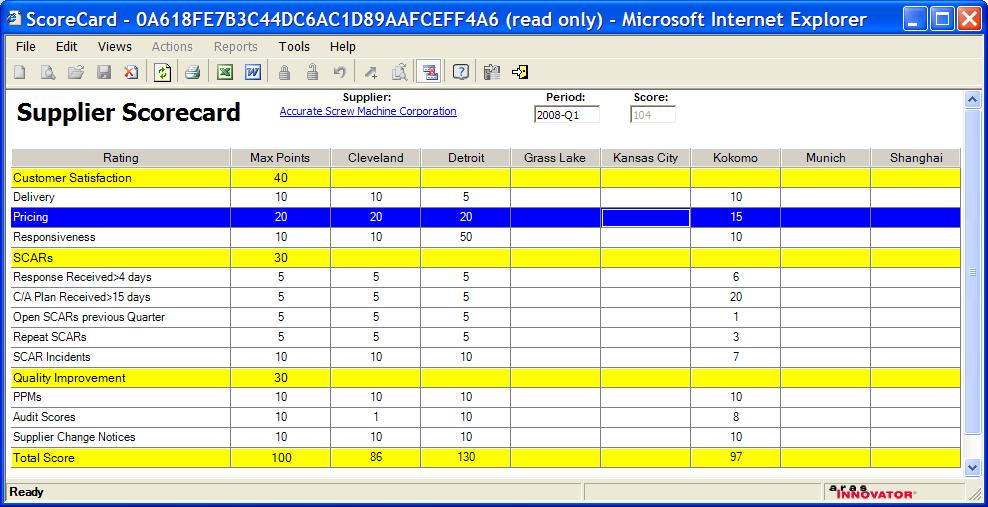 ScoreCard - 0A618FE7B3C44DC6AC1D89AAFCEFF4A6 (read only) - Microsoft Internet Explorer
File Edit Views Actions Reports Tools Help
Supplier Scorecard
Supplier: Period: Score:
Accurate Screw Machine Corporation 2008-Q1 104
Rating Max Points Cleveland Detroit Grass Lake Kansas City Kokomo Munich Shanghai
Customer Satisfaction 40
Delivery 10 10 5 10
Pricing 20 20 20 15
Responsiveness 10 10 50 10
SCARs 30
Response Received>4 days 5 5 5 6
C/A Plan Received>15 days 5 5 5 20
Open SCARs previous Quarter 5 5 5 1
Repeat SCARs 5 5 5 3
SCAR Incidents 10 10 10 7
Quality Improvement 30
PPMs 10 10 10 10
Audit Scores 10 1 10 8
Supplier Change Notices 10 10 10 10
Total Score 100 86 130 97
Ready aras INNOVATOR